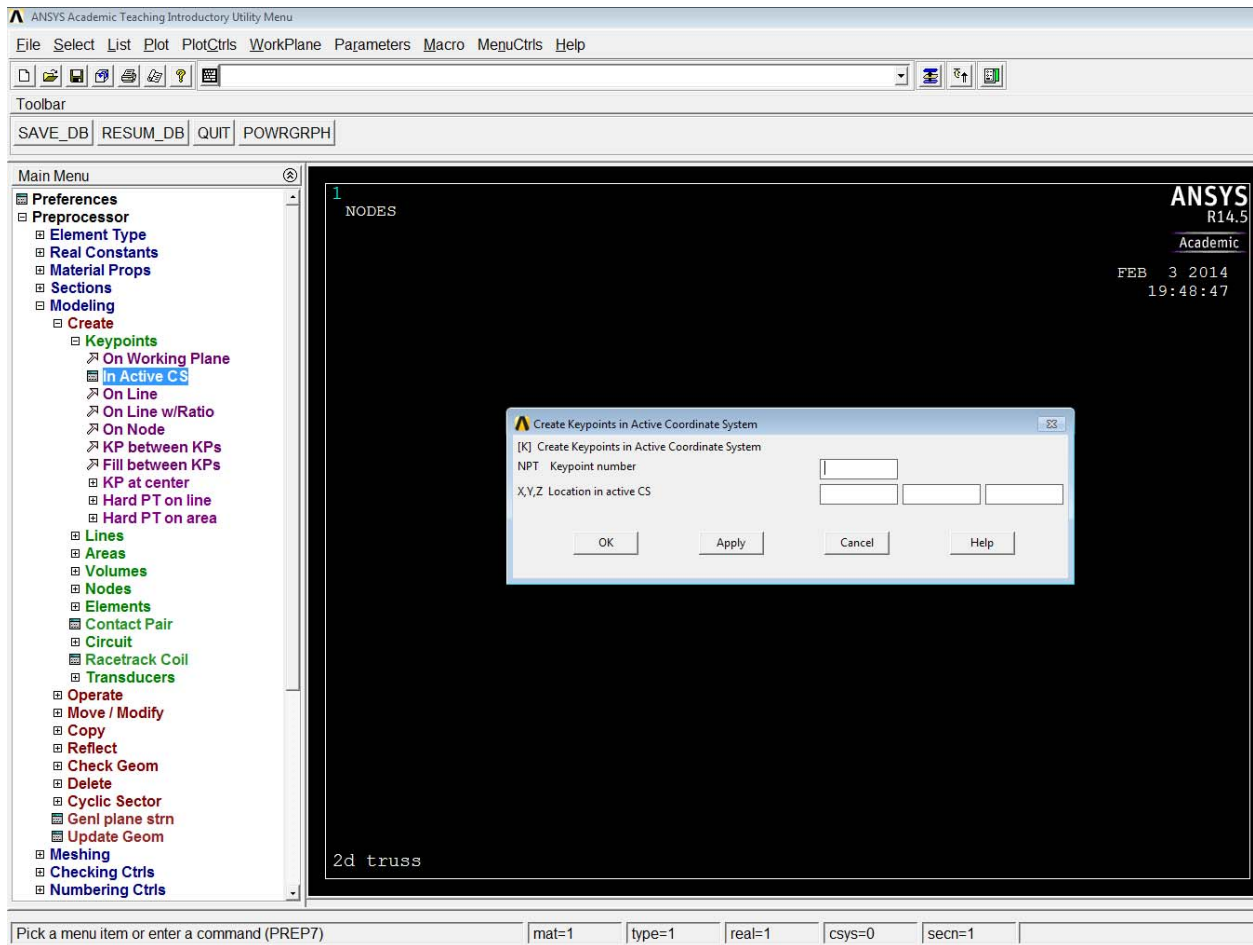 ANSYS Academic Teaching Introductory Utility Menu
File Select List Plot PlotCtrls WorkPlane Parameters Macro MenuCtrls Help
Toolbar
SAVE_DB RESUM_DB QUIT POWRGRPH
Main Menu
Preferences
Preprocessor
Element Type
Real Constants
Material Props
Sections
Modeling
Create
Keypoints
On Working Plane
In Active CS
On Line
On Line w/Ratio
On Node
KP between KPs
Fill between KPs
KP at center
Hard PT on line
Hard PT on area
Lines
Areas
Volumes
Nodes
Elements
Contact Pair
Circuit
Racetrack Coil
Transducers
Operate
Move / Modify
Copy
Reflect
Check Geom
Delete
Cyclic Sector
Genl plane strn
Update Geom
Meshing
Checking Ctrls
Numbering Ctrls
1
NODES
ANSYS
R14.5
Academic
FEB 3 2014
19:48:47
Create Keypoints in Active Coordinate System
[K] Create Keypoints in Active Coordinate System
NPT Keypoint number
X,Y,Z Location in active CS
OK Apply Cancel Help
2d truss
Pick a menu item or enter a command (PREP7) mat=1 type=1 real=1 csys=0 secn=1